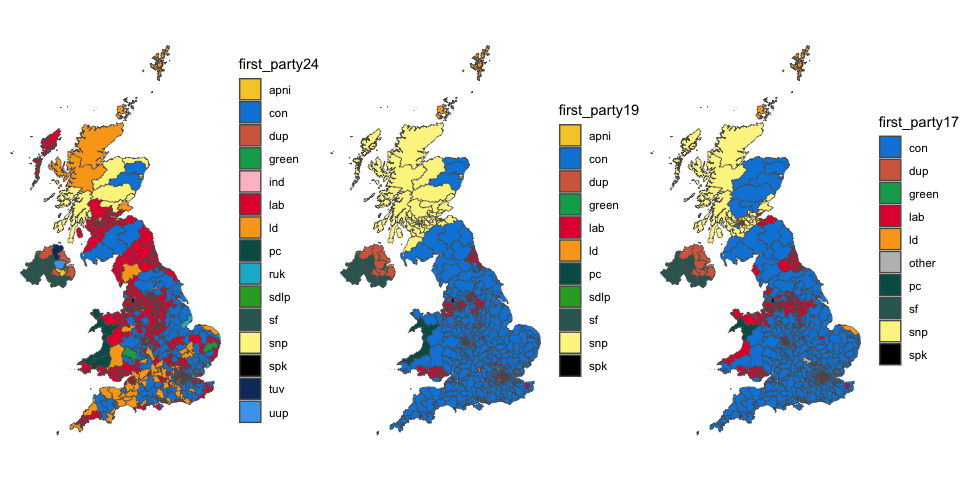 first_party24
apni
con
dup
green
ind
lab
ld
pc
ruk
sdlp
sf
snp
spk
tuv
uup
first_party19
apni
con
dup
green
lab
ld
pc
sdlp
sf
snp
spk
first_party17
con
dup
green
lab
ld
other
pc
sf
snp
spk